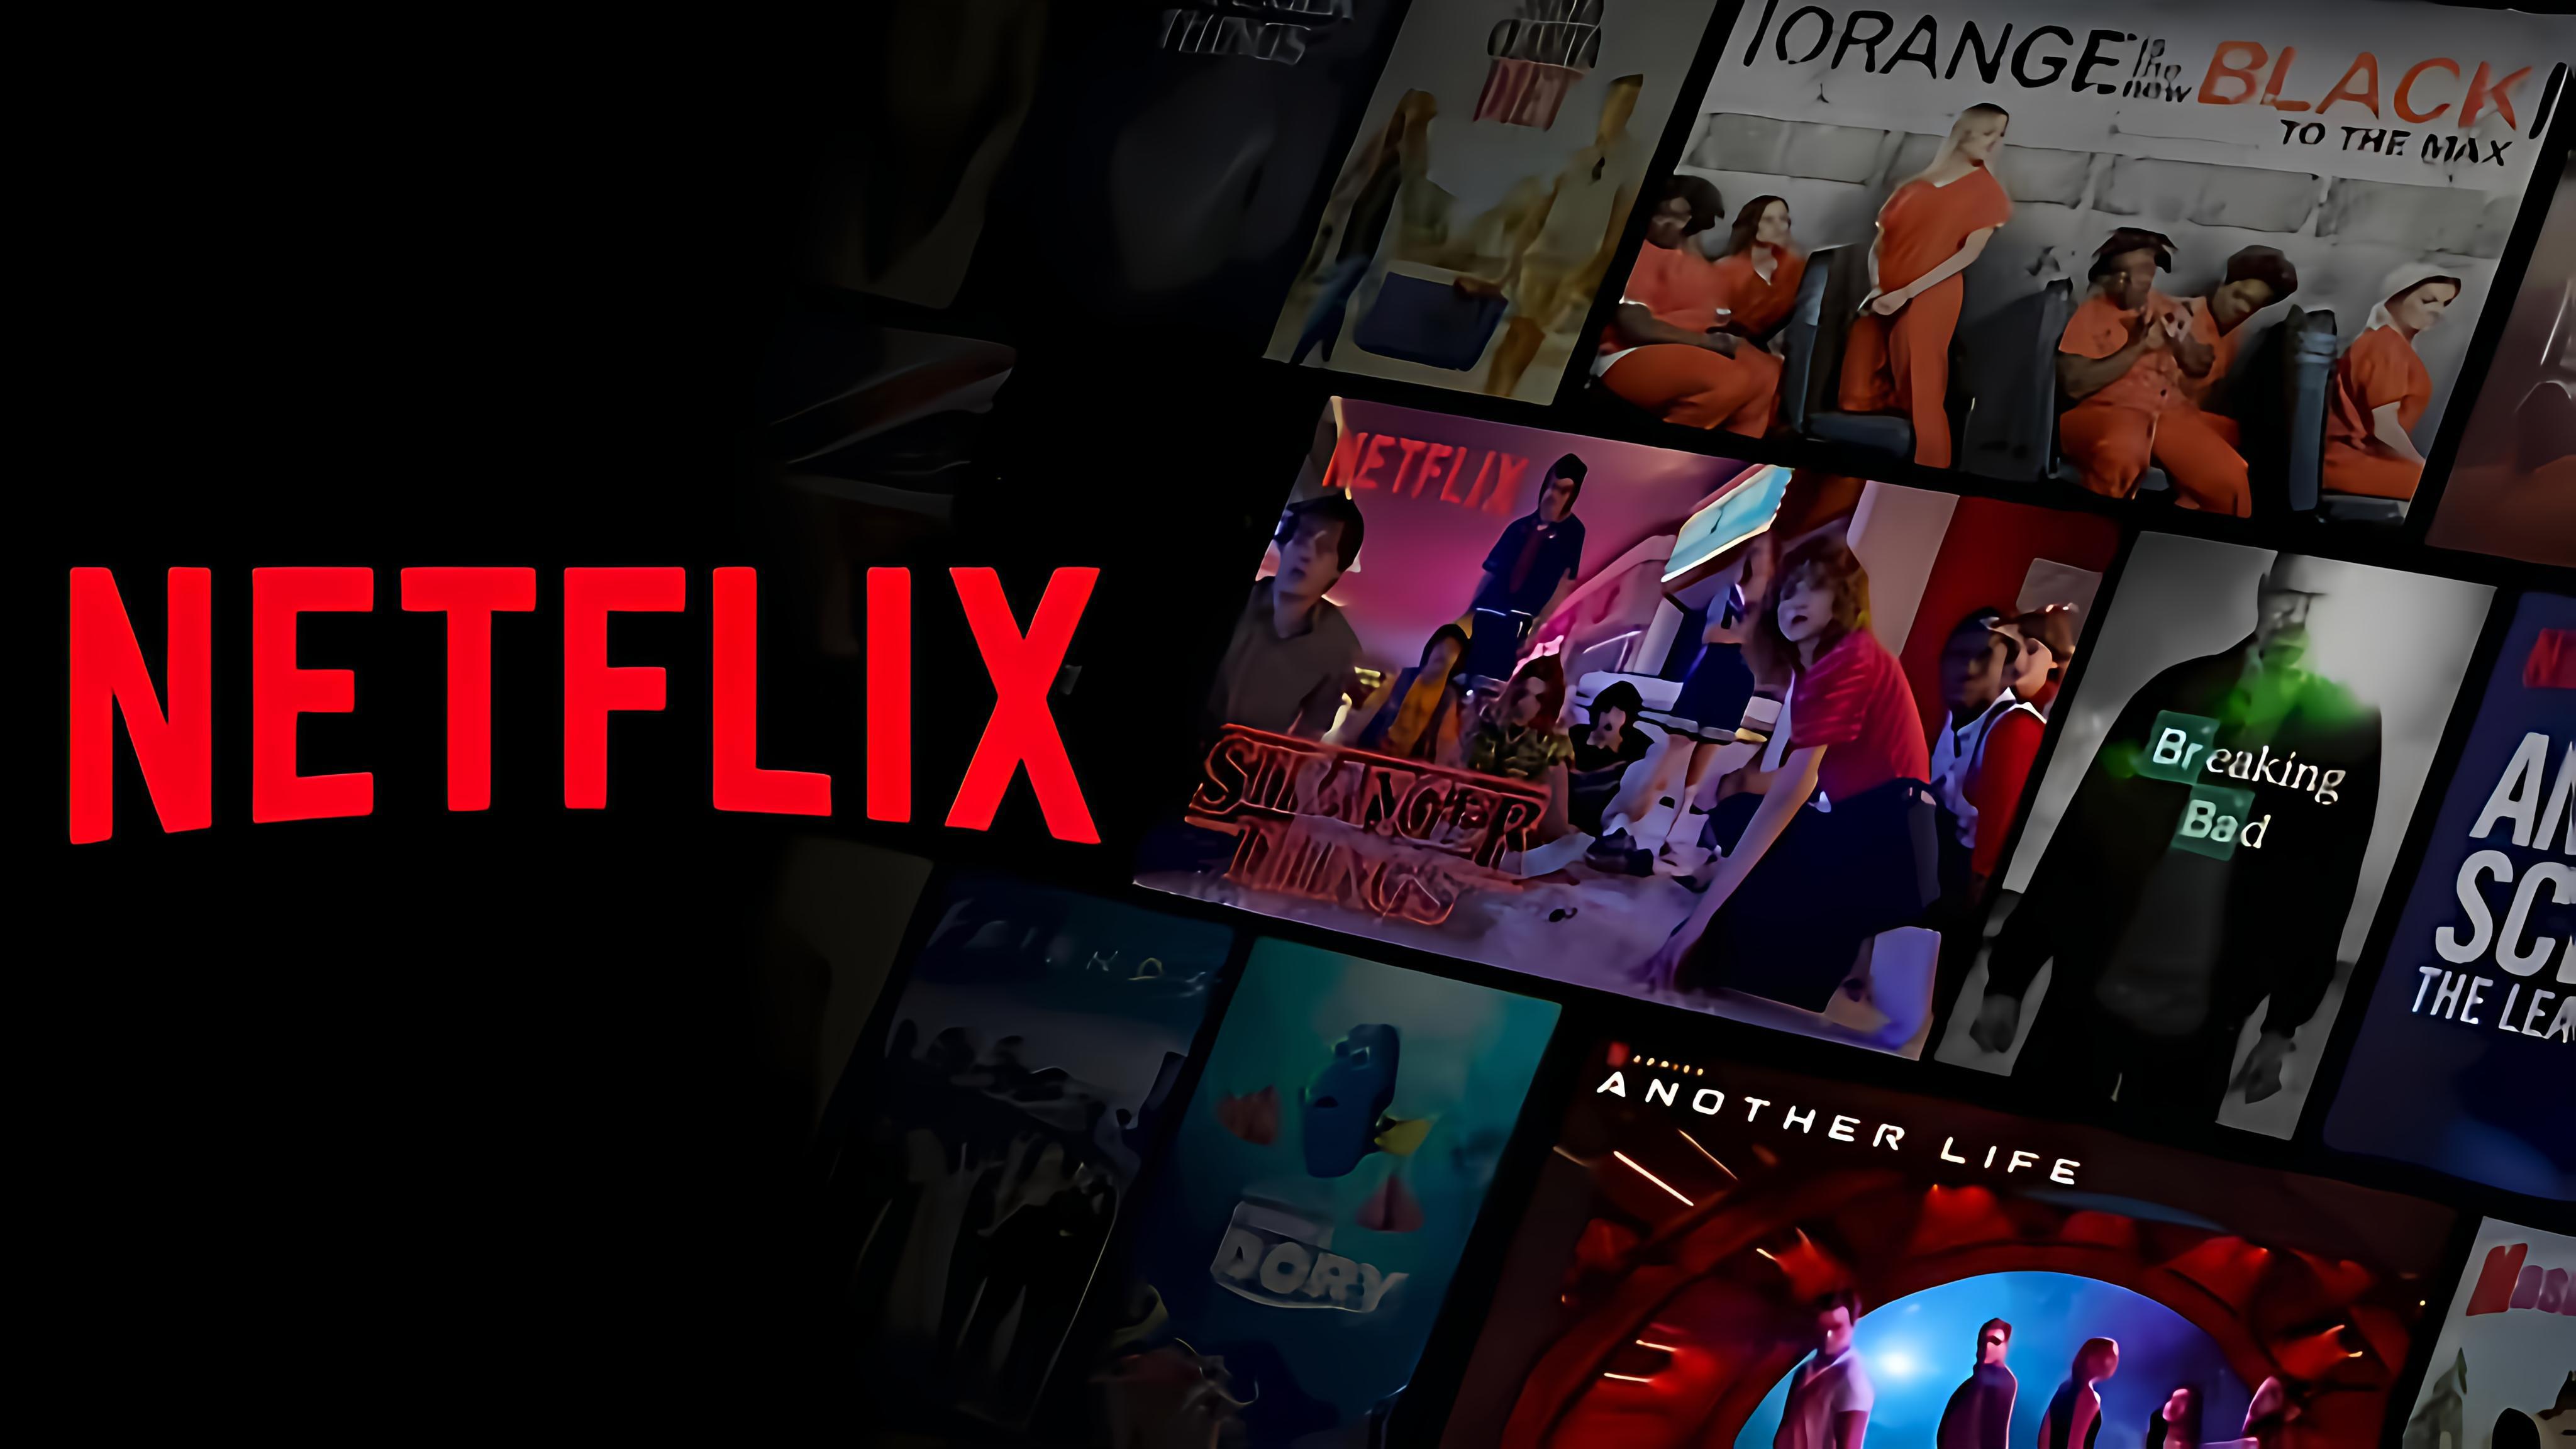 THINGS
ORANGE is the new BLACK
TO THE MAX
NETFLIX
NETFLIX
STRANGER
THINGS
Breaking
Bad
THE LEA
ANOTHER LIFE
DORY